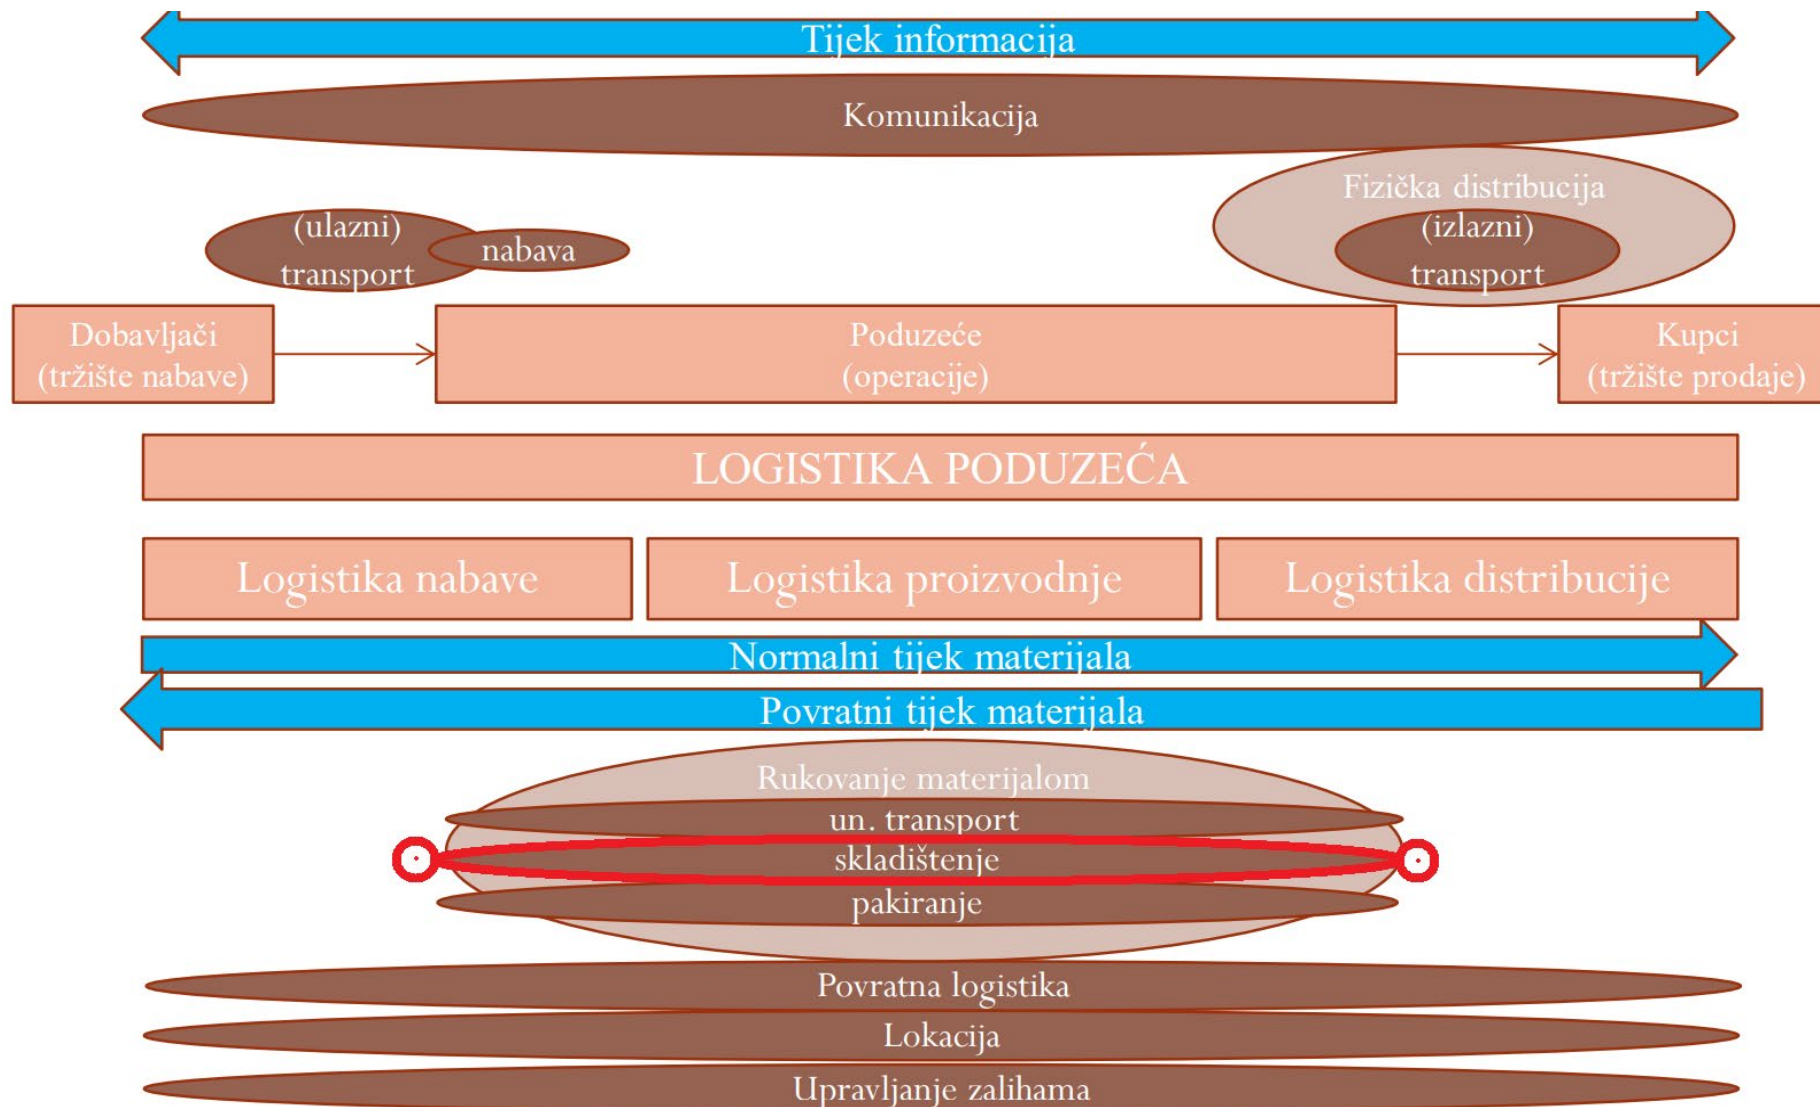 Tijek informacija
Komunikacija
(ulazni)
transport
nabava
Fizička distribucija
(izlazni)
transport
Dobavljači
(tržište nabave)
Poduzeće
(operacije)
Kupci
(tržište prodaje)
LOGISTIKA PODUZEĆA
Logistika nabave
Logistika proizvodnje
Logistika distribucije
Normalni tijek materijala
Povratni tijek materijala
Rukovanje materijalom
un. transport
skladištenje
pakiranje
Povratna logistika
Lokacija
Upravljanje zalihama